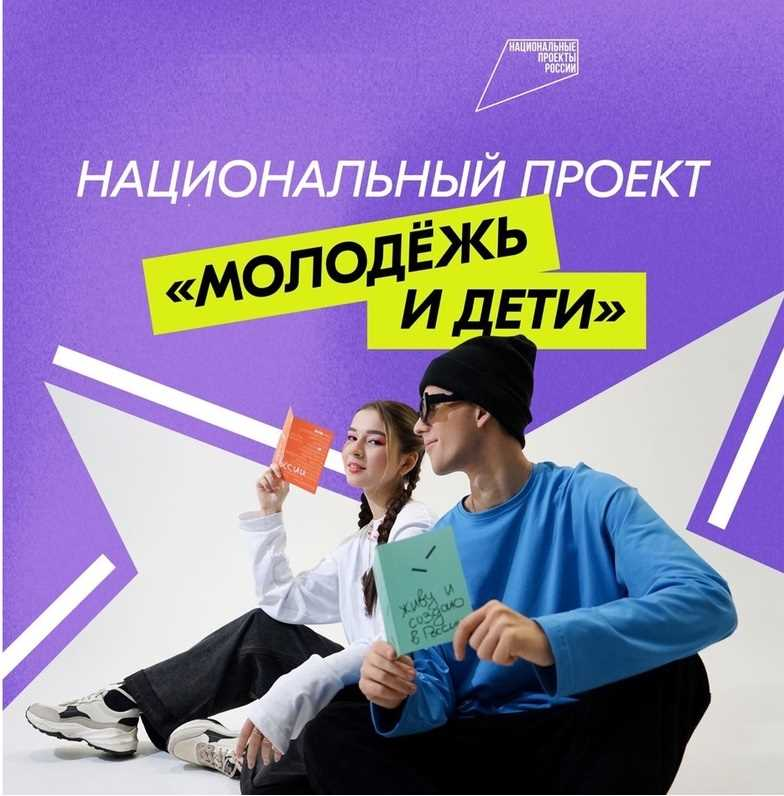 НАЦИОНАЛЬНЫЕ
ПРОЕКТЫ
РОССИИ
НАЦИОНАЛЬНЫЙ ПРОЕКТ
«МОЛОДЁЖЬ
И ДЕТИ»
живу и
создаю
в России